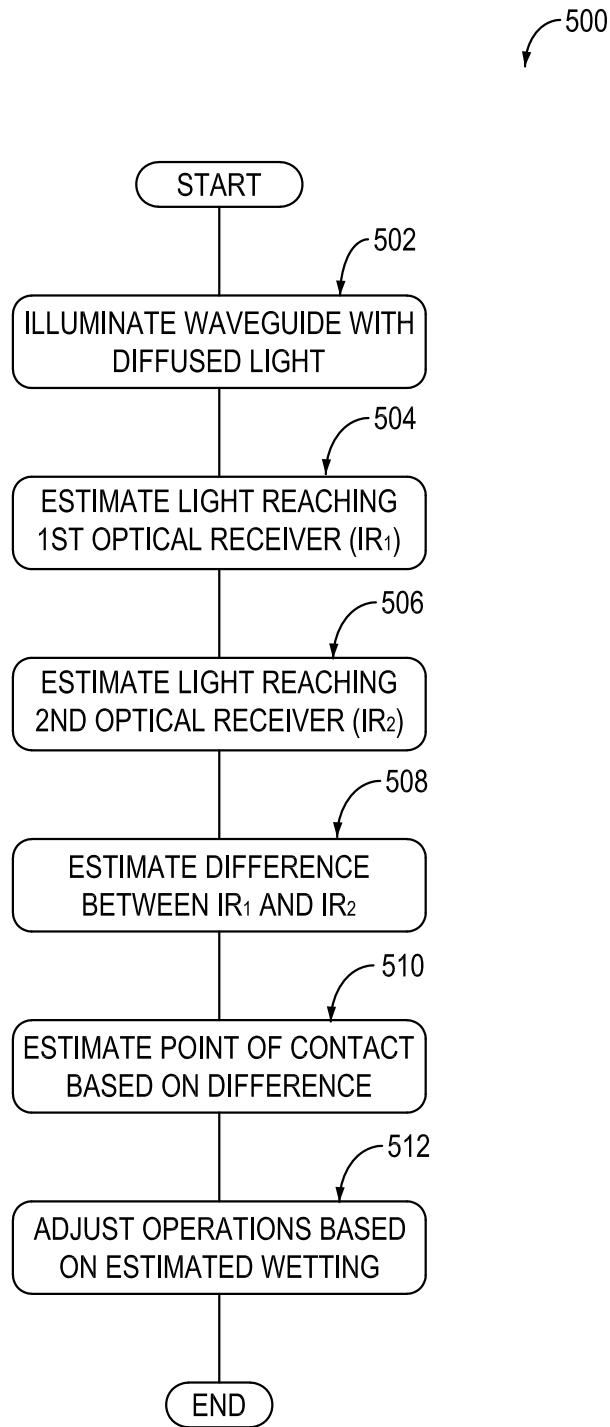 500
START
502
ILLUMINATE WAVEGUIDE WITH
DIFFUSED LIGHT
504
ESTIMATE LIGHT REACHING
1ST OPTICAL RECEIVER (IR₁)
506
ESTIMATE LIGHT REACHING
2ND OPTICAL RECEIVER (IR₂)
508
ESTIMATE DIFFERENCE
BETWEEN IR₁ AND IR₂
510
ESTIMATE POINT OF CONTACT
BASED ON DIFFERENCE
512
ADJUST OPERATIONS BASED
ON ESTIMATED WETTING
END